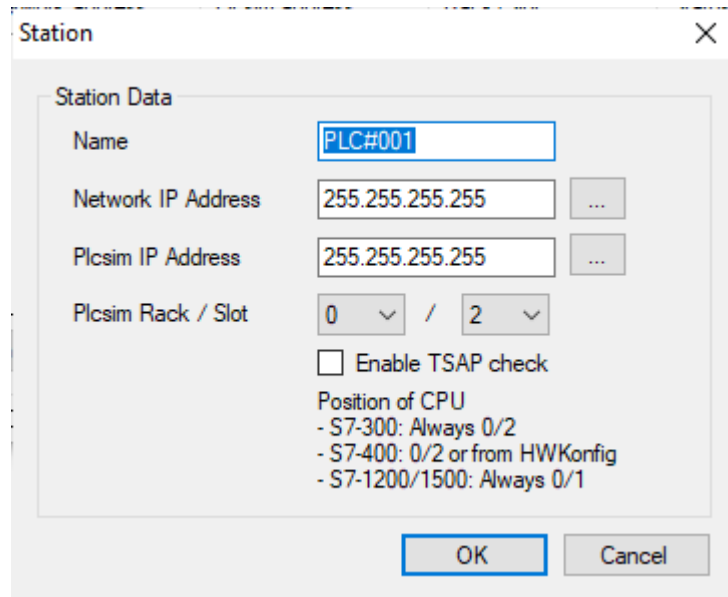 Station
Station Data
Name PLC#001
Network IP Address 255.255.255.255 ...
Plcsim IP Address 255.255.255.255 ...
Plcsim Rack / Slot 0 / 2
Enable TSAP check
Position of CPU
- S7-300: Always 0/2
- S7-400: 0/2 or from HWKonfig
- S7-1200/1500: Always 0/1
OK Cancel